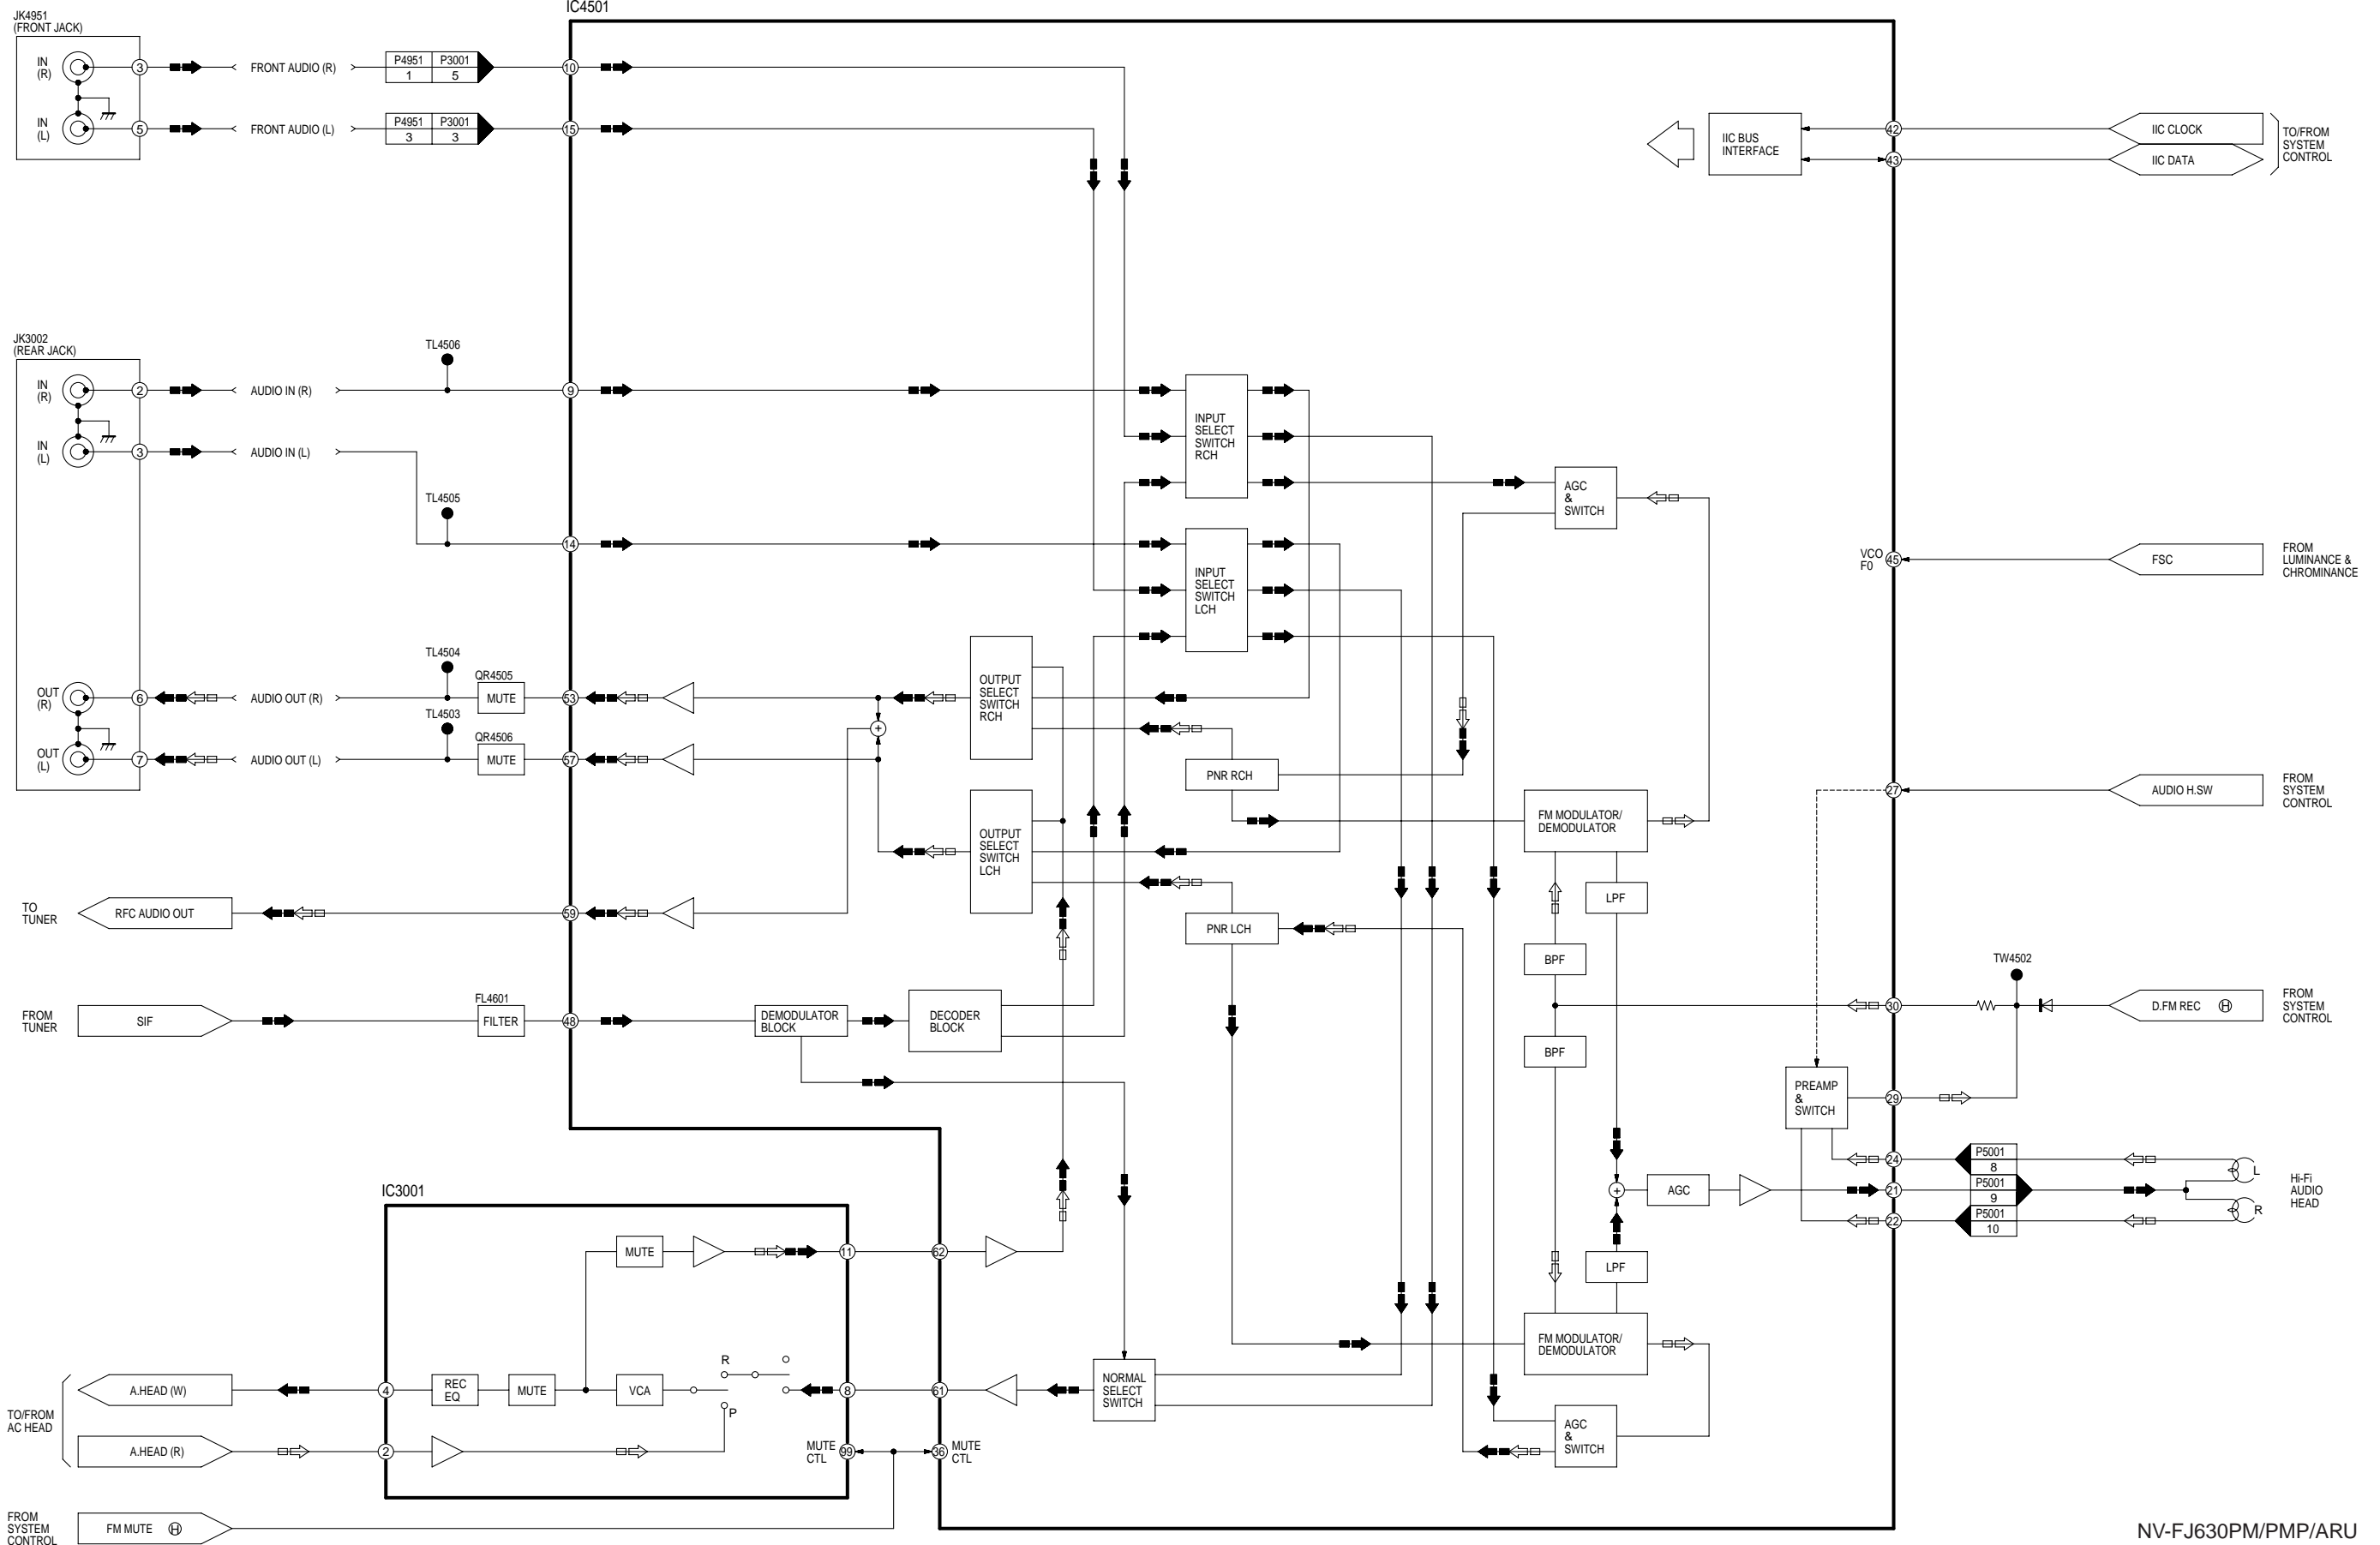 IC4501
JK4951
(FRONT JACK)
IN
(R)
3
FRONT AUDIO (R)
P4951
P3001
1
5
10
IN
(L)
5
FRONT AUDIO (L)
P4951
P3001
3
3
15
IIC BUS
INTERFACE
42
IIC CLOCK
43
IIC DATA
TO/FROM
SYSTEM
CONTROL
JK3002
(REAR JACK)
TL4506
IN
(R)
2
AUDIO IN (R)
9
IN
(L)
3
AUDIO IN (L)
TL4505
14
INPUT
SELECT
SWITCH
RCH
AGC
&
SWITCH
INPUT
SELECT
SWITCH
LCH
VCO
F0
45
FSC
FROM
LUMINANCE &
CHROMINANCE
TL4504
OUT
(R)
6
AUDIO OUT (R)
QR4505
MUTE
53
OUTPUT
SELECT
SWITCH
RCH
TL4503
+
OUT
(L)
7
AUDIO OUT (L)
QR4506
MUTE
57
PNR RCH
27
AUDIO H.SW
FROM
SYSTEM
CONTROL
FM MODULATOR/
DEMODULATOR
OUTPUT
SELECT
SWITCH
LCH
LPF
TO
TUNER
RFC AUDIO OUT
59
PNR LCH
BPF
TW4502
FROM
TUNER
SIF
FL4601
FILTER
48
DEMODULATOR
BLOCK
DECODER
BLOCK
30
D.FM REC
H
FROM
SYSTEM
CONTROL
BPF
PREAMP
&
SWITCH
29
24
P5001
8
L
IC3001
+
AGC
21
P5001
9
Hi-Fi
AUDIO
HEAD
22
P5001
10
R
MUTE
11
62
LPF
FM MODULATOR/
DEMODULATOR
R
A.HEAD (W)
4
REC
EQ
MUTE
VCA
8
61
NORMAL
SELECT
SWITCH
P
TO/FROM
AC HEAD
A.HEAD (R)
2
MUTE
CTL
99
36
MUTE
CTL
AGC
&
SWITCH
FROM
SYSTEM
CONTROL
FM MUTE
H
NV-FJ630PM/PMP/ARU